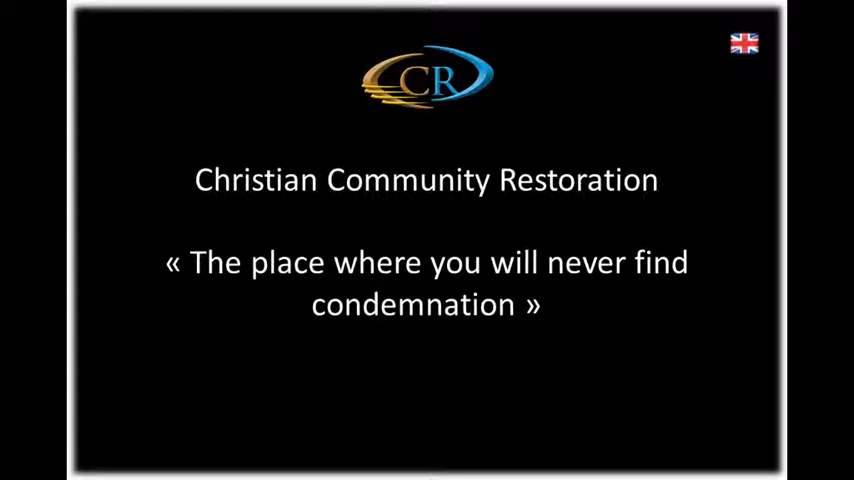 CR
Christian Community Restoration
« The place where you will never find
condemnation »